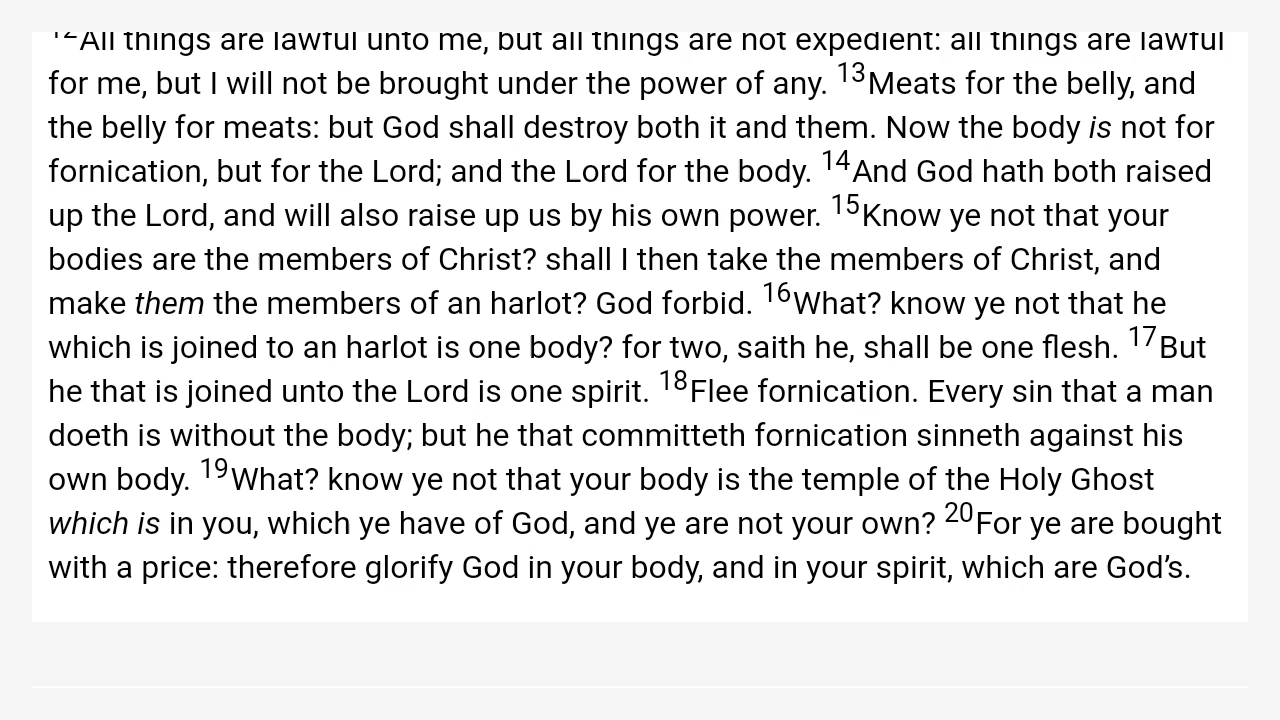 12All things are lawful unto me, but all things are not expedient: all things are lawful
for me, but I will not be brought under the power of any. 13Meats for the belly, and
the belly for meats: but God shall destroy both it and them. Now the body is not for
fornication, but for the Lord; and the Lord for the body. 14And God hath both raised
up the Lord, and will also raise up us by his own power. 15Know ye not that your
bodies are the members of Christ? shall I then take the members of Christ, and
make them the members of an harlot? God forbid. 16What? know ye not that he
which is joined to an harlot is one body? for two, saith he, shall be one flesh. 17But
he that is joined unto the Lord is one spirit. 18Flee fornication. Every sin that a man
doeth is without the body; but he that committeth fornication sinneth against his
own body. 19What? know ye not that your body is the temple of the Holy Ghost
which is in you, which ye have of God, and ye are not your own? 20For ye are bought
with a price: therefore glorify God in your body, and in your spirit, which are God’s.